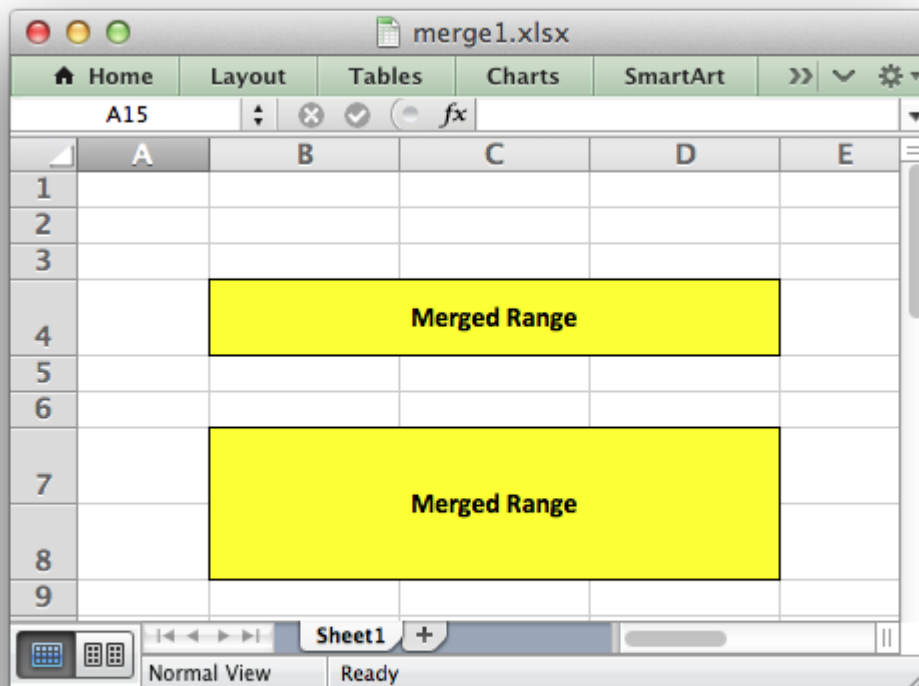 merge1.xlsx
Home Layout Tables Charts SmartArt
A15 fx
A B C D E
1
2
3
4 Merged Range
5
6
7
Merged Range
8
9
Sheet1 +
Normal View Ready